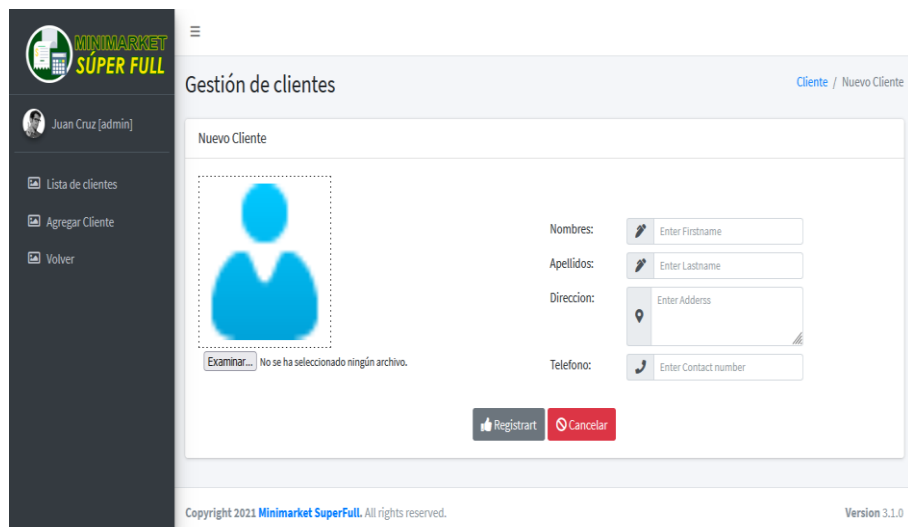 MINIMARKET
SÚPER FULL
Juan Cruz [admin]
Lista de clientes
Agregar Cliente
Volver
Gestión de clientes
Cliente / Nuevo Cliente
Nuevo Cliente
Examinar... No se ha seleccionado ningún archivo.
Nombres: Enter Firstname
Apellidos: Enter Lastname
Direccion: Enter Adderss
Telefono: Enter Contact number
Registrart Cancelar
Copyright 2021 Minimarket SuperFull. All rights reserved.
Version 3.1.0